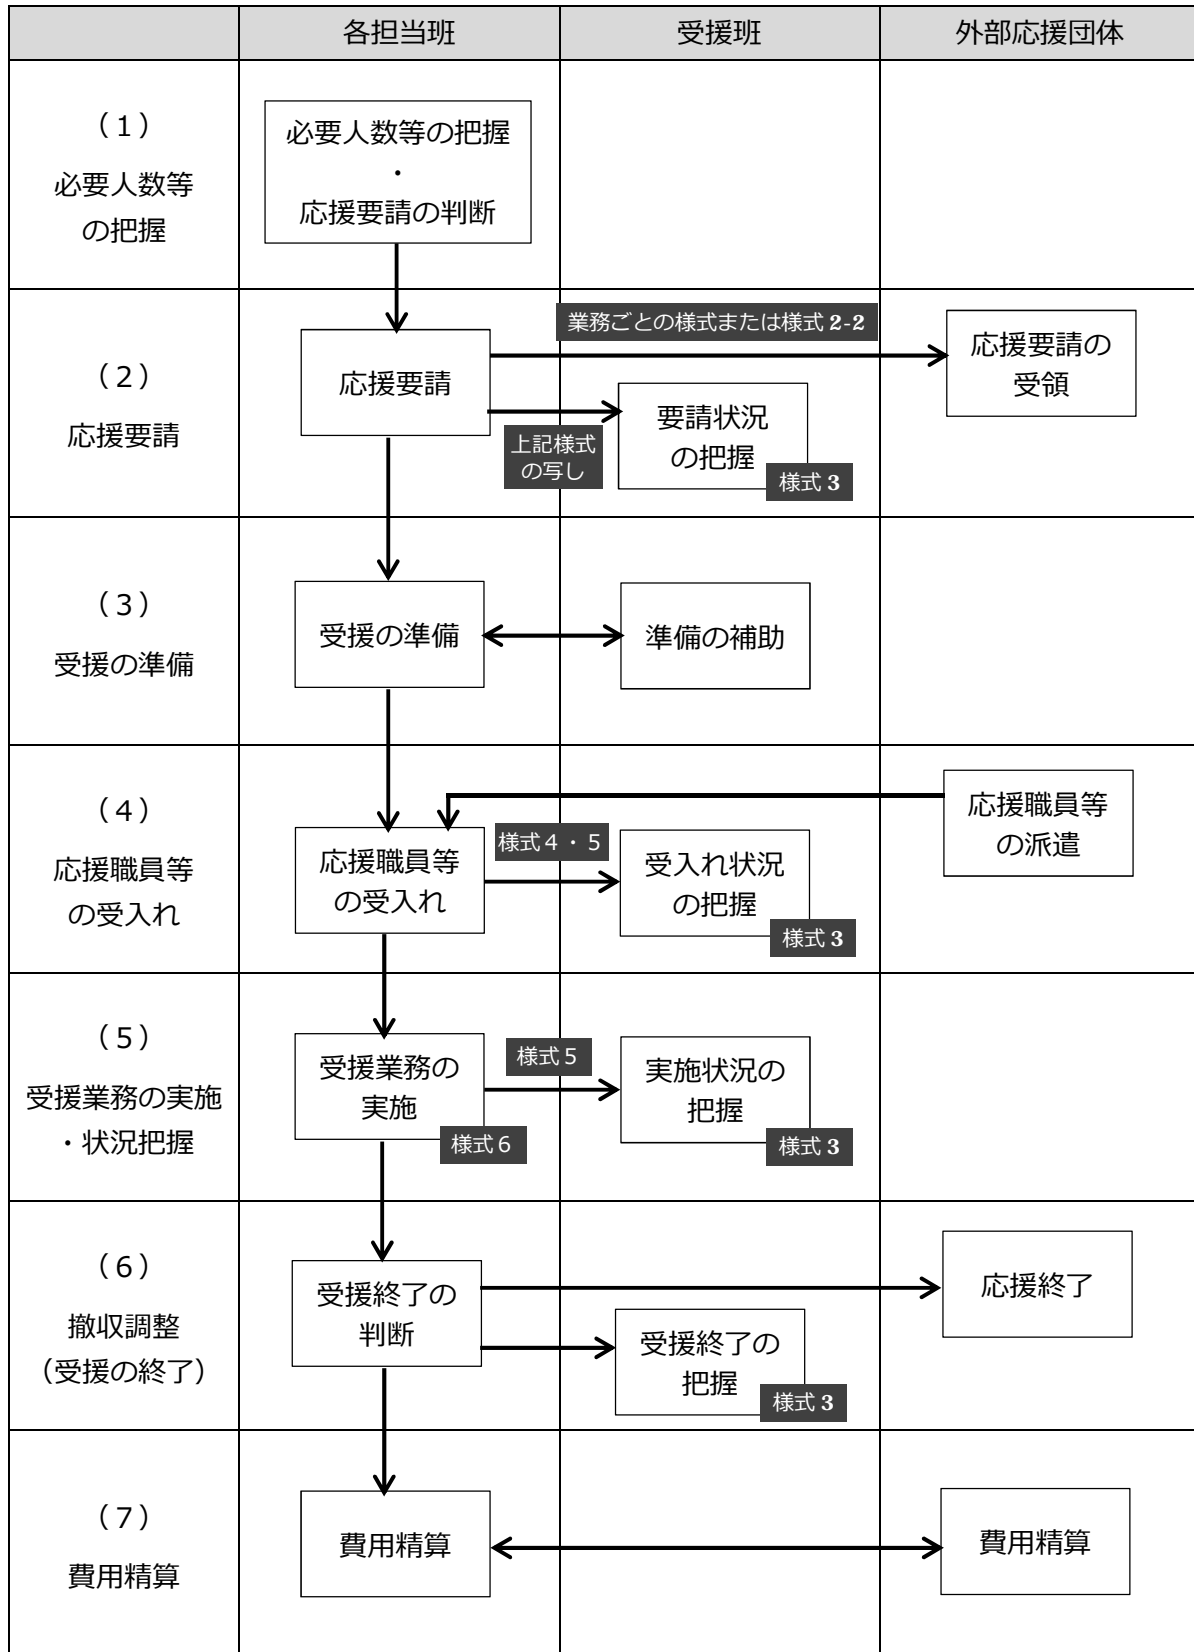 各担当班
受援班
外部応援団体
（１）
必要人数等
の把握
必要人数等の把握
・
応援要請の判断
（２）
応援要請
応援要請
業務ごとの様式または様式 2-2
応援要請の
受領
上記様式
の写し
要請状況
の把握
様式 3
（３）
受援の準備
受援の準備
準備の補助
（４）
応援職員等
の受入れ
応援職員等
の受入れ
様式４・５
受入れ状況
の把握
様式 3
応援職員等
の派遣
（５）
受援業務の実施
・状況把握
受援業務の
実施
様式６
様式５
実施状況の
把握
様式 3
（６）
撤収調整
（受援の終了）
受援終了の
判断
受援終了の
把握
様式 3
応援終了
（７）
費用精算
費用精算
費用精算